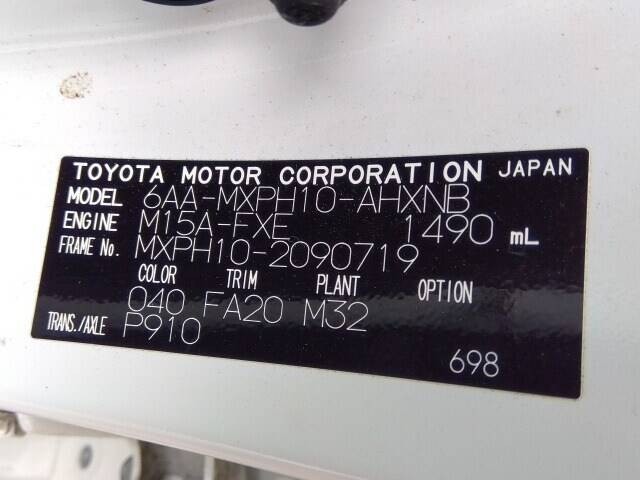 TOYOTA MOTOR CORPORATION JAPAN
MODEL 6AA-MXPH10-AHXNB
ENGINE M15A-FXE 1490 mL
FRAME No. MXPH10-2090719
COLOR TRIM PLANT OPTION
040 FA20 M32
TRANS./AXLE P910
698